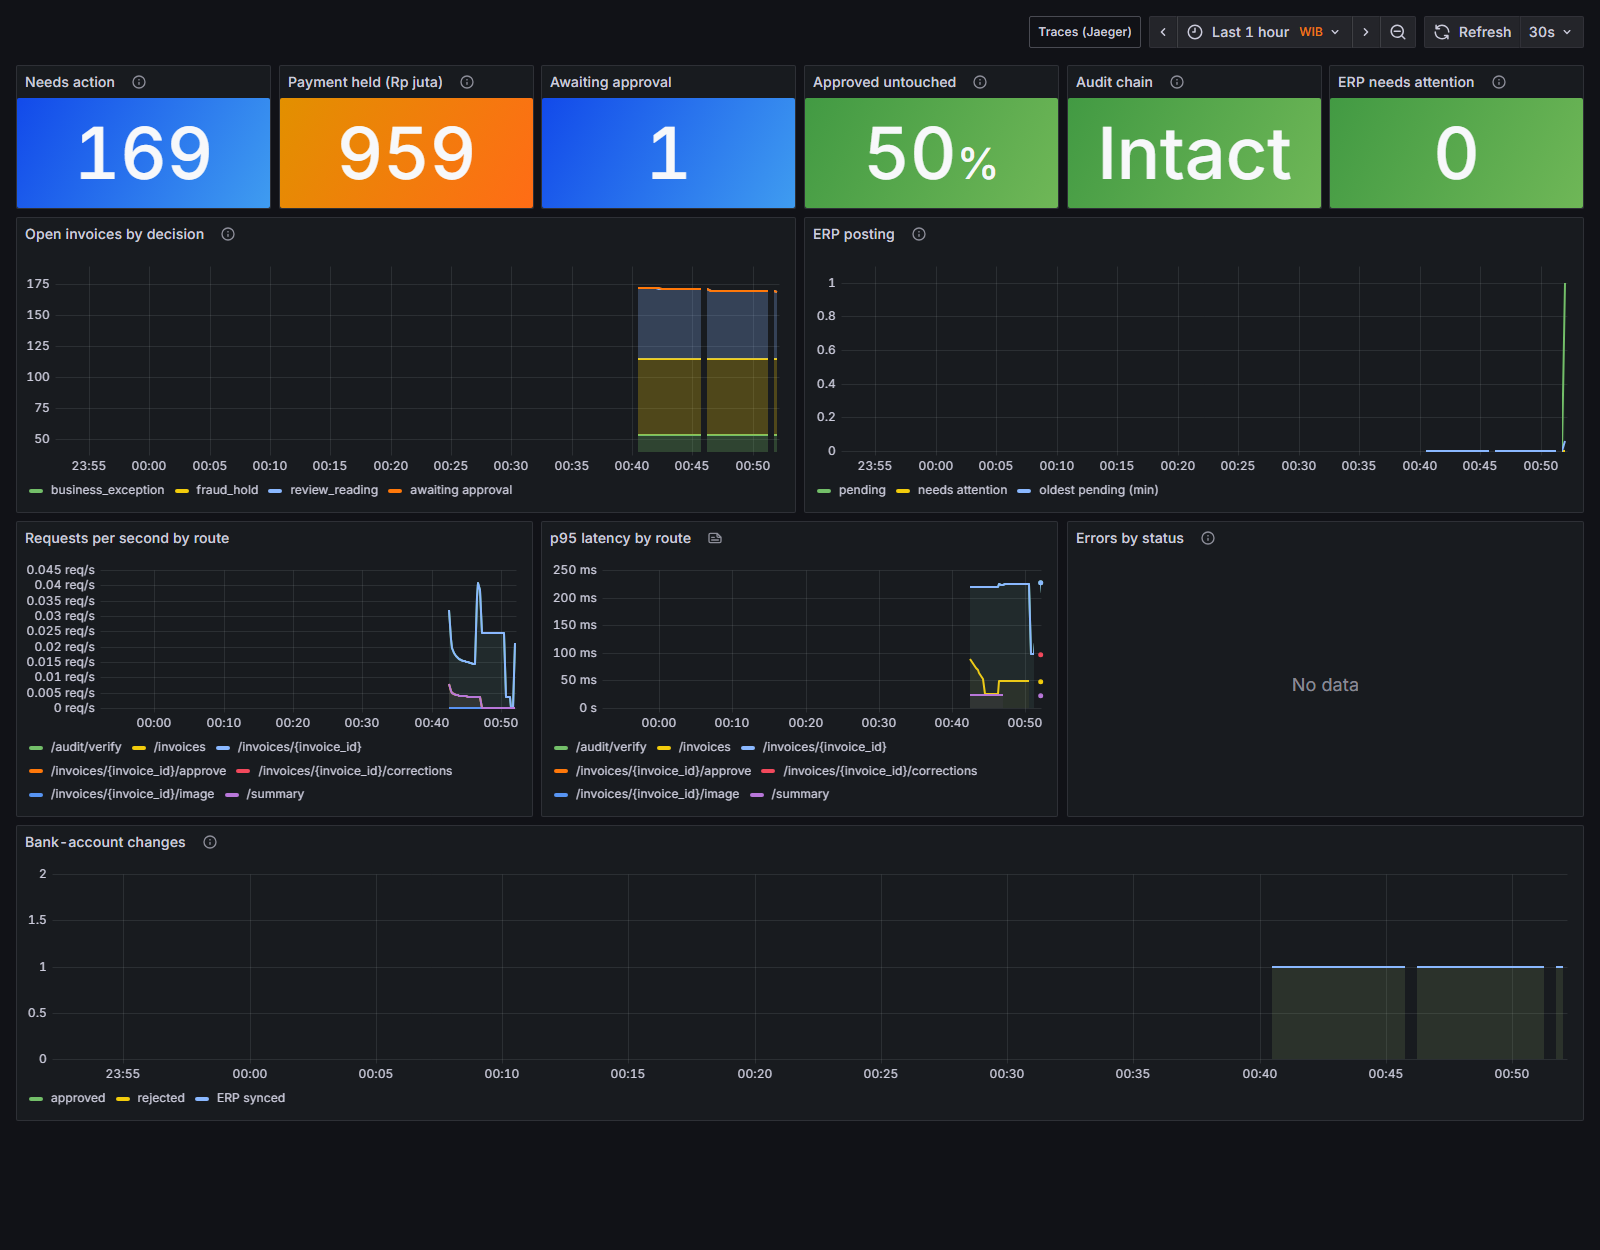 Traces (Jaeger) Last 1 hour WIB Refresh 30s
Needs action Payment held (Rp juta) Awaiting approval Approved untouched Audit chain ERP needs attention
169 959 1 50% Intact 0
Open invoices by decision
175
150
125
100
75
50
23:55 00:00 00:05 00:10 00:15 00:20 00:25 00:30 00:35 00:40 00:45 00:50
business_exception fraud_hold review_reading awaiting approval
ERP posting
1
0.8
0.6
0.4
0.2
0
23:55 00:00 00:05 00:10 00:15 00:20 00:25 00:30 00:35 00:40 00:45 00:50
pending needs attention oldest pending (min)
Requests per second by route
0.045 req/s
0.04 req/s
0.035 req/s
0.03 req/s
0.025 req/s
0.02 req/s
0.015 req/s
0.01 req/s
0.005 req/s
0 req/s
00:00 00:10 00:20 00:30 00:40 00:50
/audit/verify /invoices /invoices/{invoice_id}
/invoices/{invoice_id}/approve /invoices/{invoice_id}/corrections
/invoices/{invoice_id}/image /summary
p95 latency by route
250 ms
200 ms
150 ms
100 ms
50 ms
0 s
00:00 00:10 00:20 00:30 00:40 00:50
/audit/verify /invoices /invoices/{invoice_id}
/invoices/{invoice_id}/approve /invoices/{invoice_id}/corrections
/invoices/{invoice_id}/image /summary
Errors by status
No data
Bank-account changes
2
1.5
1
0.5
0
23:55 00:00 00:05 00:10 00:15 00:20 00:25 00:30 00:35 00:40 00:45 00:50
approved rejected ERP synced